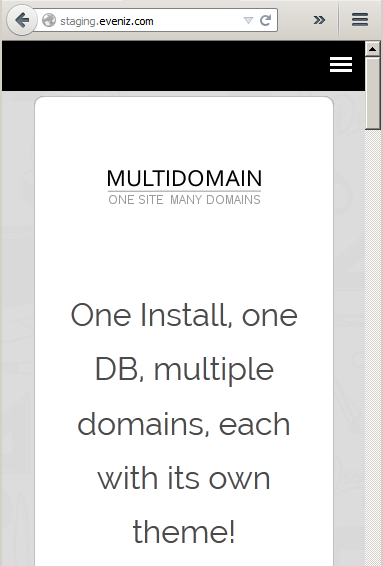 staging.eveniz.com
MULTIDOMAIN
ONE SITE MANY DOMAINS
One Install, one
DB, multiple
domains, each
with its own
theme!